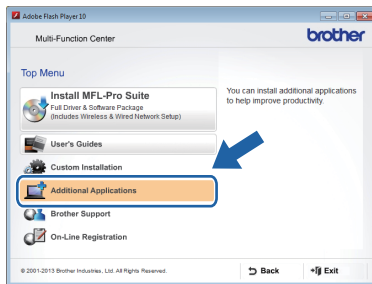 Adobe Flash Player 10
Multi-Function Center
brother
Top Menu
Install MFL-Pro Suite
Full Driver & Software Package
(Includes Wireless & Wired Network Setup)
You can install additional applications
to help improve productivity.
User's Guides
Custom Installation
Additional Applications
Brother Support
On-Line Registration
© 2001-2013 Brother Industries, Ltd. All Rights Reserved.
Back
Exit